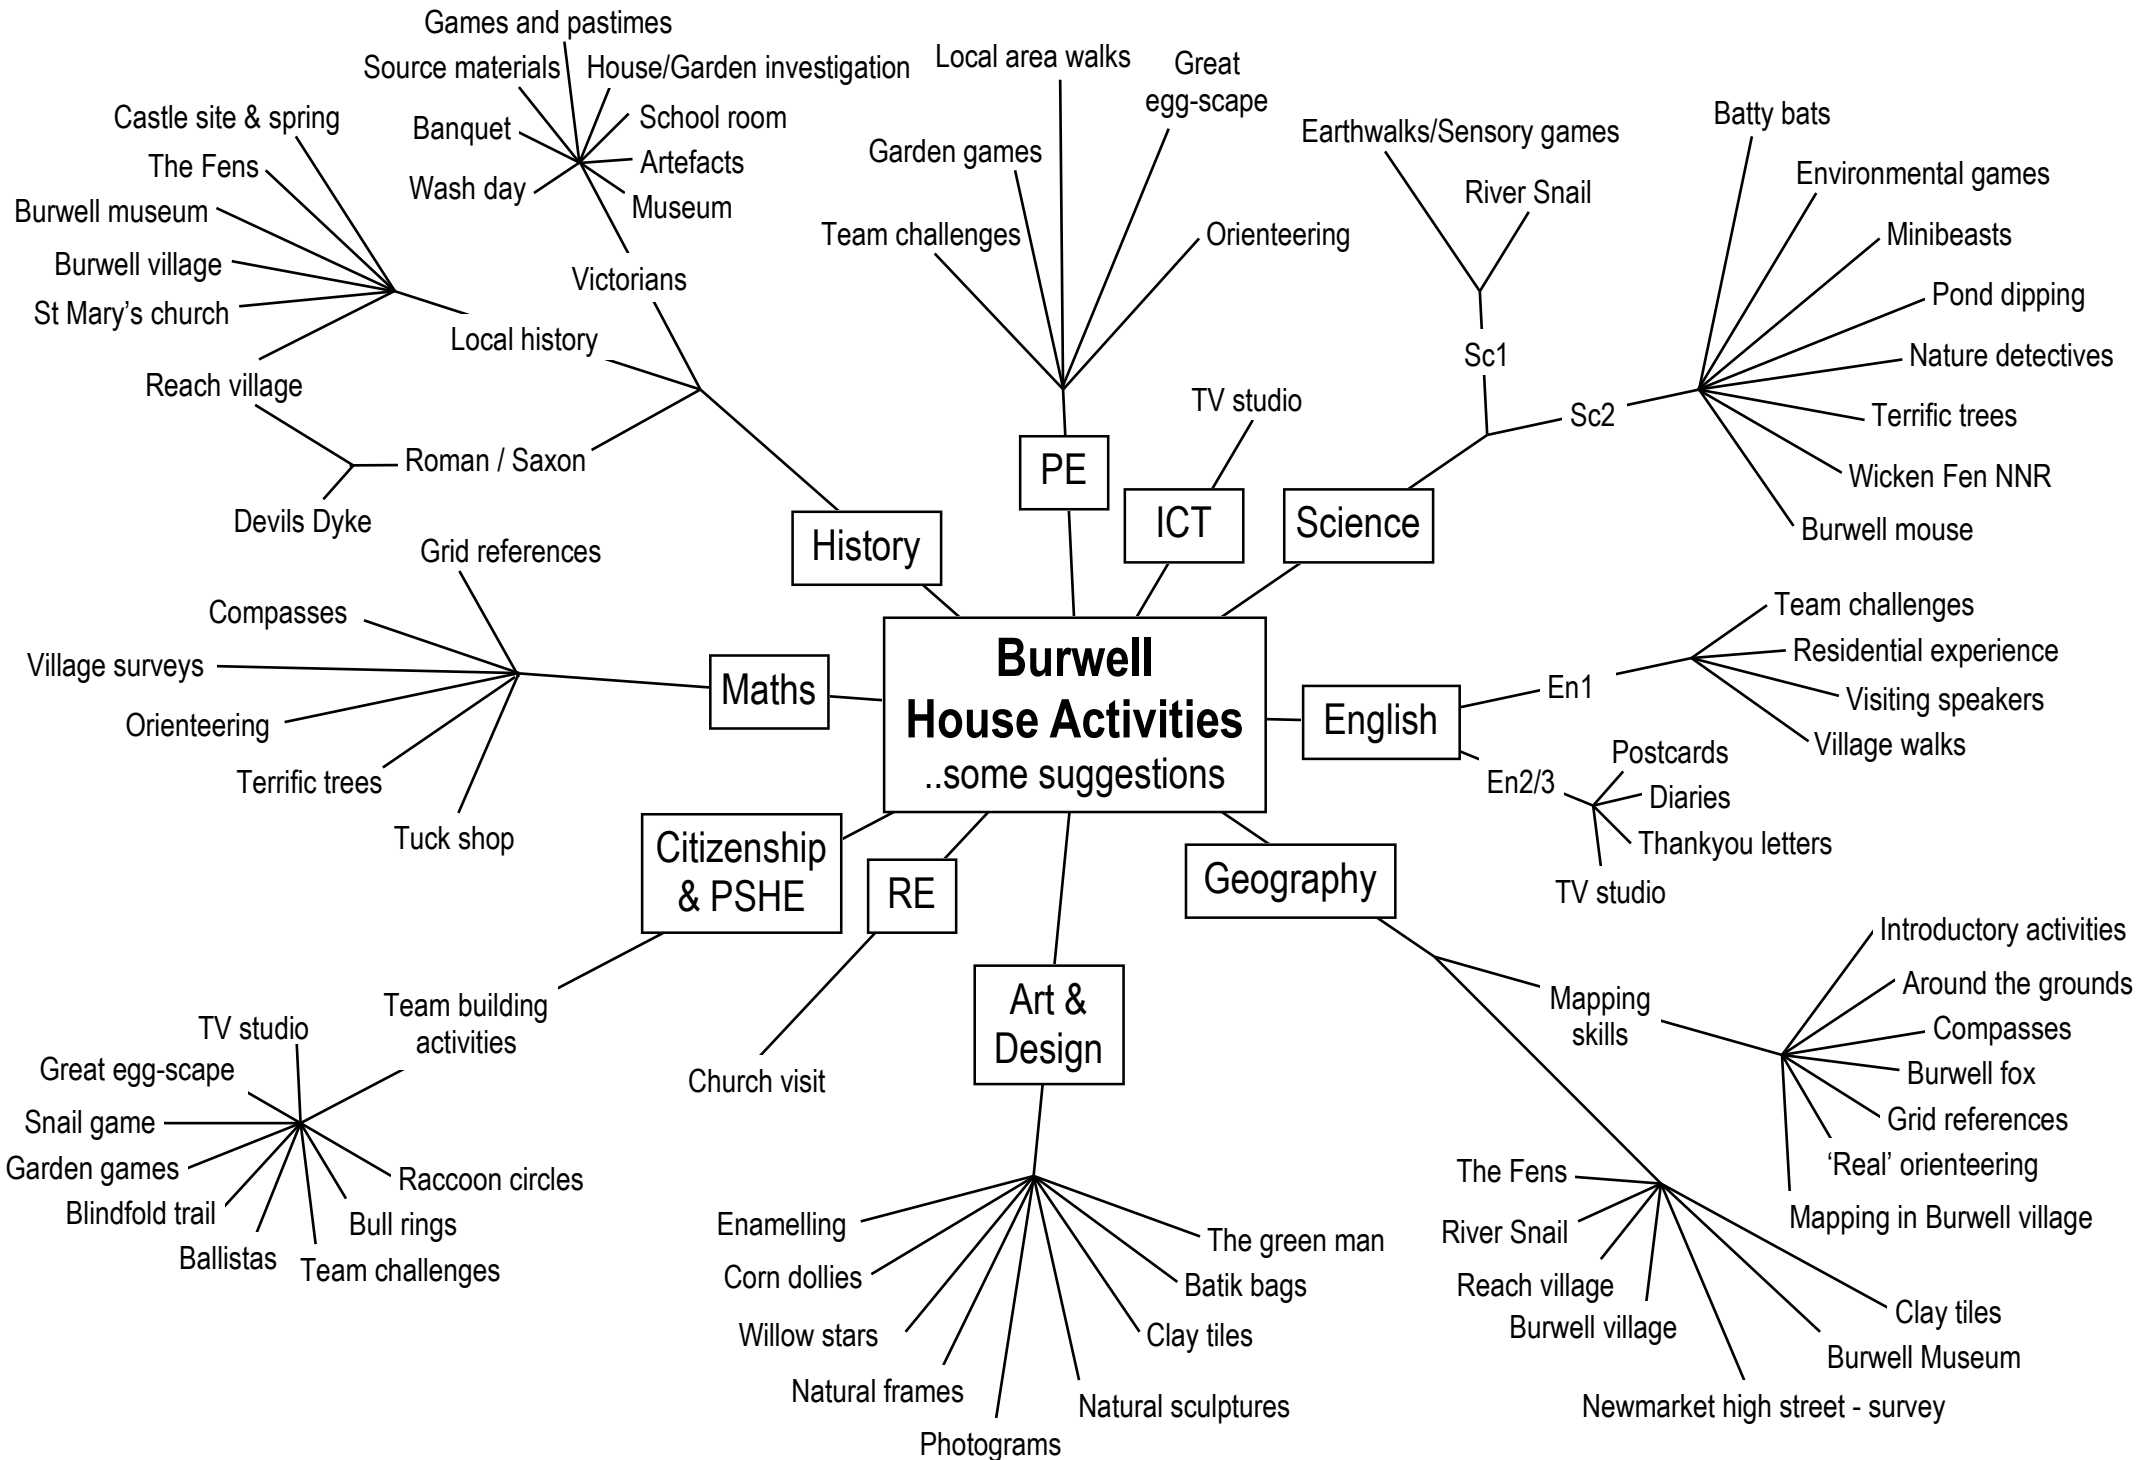 Games and pastimes
Source materials
House/Garden investigation
Banquet
School room
Artefacts
Wash day
Museum
Victorians
Castle site & spring
The Fens
Burwell museum
Burwell village
St Mary’s church
Local history
Reach village
Roman / Saxon
Devils Dyke
History
Local area walks
Great
egg-scape
Garden games
Team challenges
Orienteering
PE
TV studio
ICT
Earthwalks/Sensory games
River Snail
Sc1
Sc2
Science
Batty bats
Environmental games
Minibeasts
Pond dipping
Nature detectives
Terrific trees
Wicken Fen NNR
Burwell mouse
Grid references
Compasses
Village surveys
Orienteering
Terrific trees
Tuck shop
Maths
Burwell
House Activities
..some suggestions
English
En1
Team challenges
Residential experience
Visiting speakers
Village walks
En2/3
Postcards
Diaries
Thankyou letters
TV studio
Citizenship
& PSHE
Team building
activities
TV studio
Great egg-scape
Snail game
Garden games
Blindfold trail
Ballistas
Team challenges
Bull rings
Raccoon circles
RE
Church visit
Art &
Design
Enamelling
Corn dollies
Willow stars
Natural frames
Photograms
Natural sculptures
Clay tiles
Batik bags
The green man
Geography
Mapping
skills
Introductory activities
Around the grounds
Compasses
Burwell fox
Grid references
‘Real’ orienteering
Mapping in Burwell village
The Fens
River Snail
Reach village
Burwell village
Newmarket high street - survey
Burwell Museum
Clay tiles